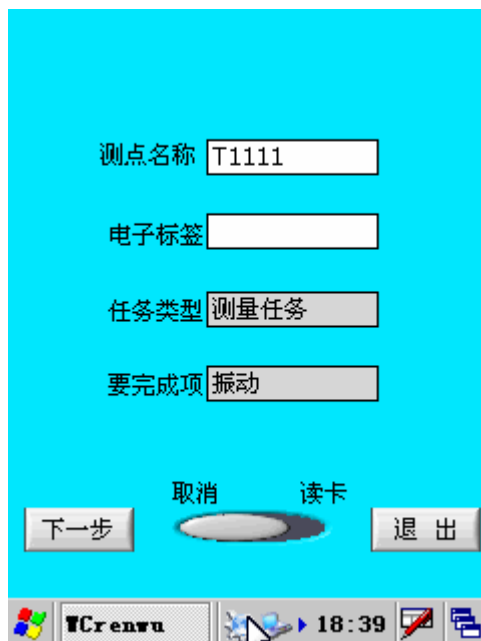 测点名称 T1111
电子标签
任务类型 测量任务
要完成项 振动
取消 读卡
下一步 退 出
TCrenwu 18:39